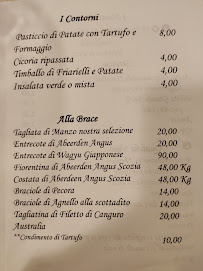 I Contorni
Pasticcio di Patate con Tartufo e 8,00
Formaggio
Cicoria ripassata 4,00
Timballo di Friarielli e Patate 4,00
Insalata verde o mista 4,00
Alla Brace
Tagliata di Manzo nostra selezione 20,00
Entrecote di Aberden Angus 20,00
Entrecote di Wagyu Giapponese 90,00
Fiorentina di Abeerden Angus Scozia 48,00 Kg
Costata di Aberdeen Angus Scozia 48,00 Kg
Braciole di Pecora 14,00
Braciole di Agnello alla scottadito 14,00
Tagliatina di Filetto di Canguro 20,00
Australia
**Condimento di Tartufo 10,00